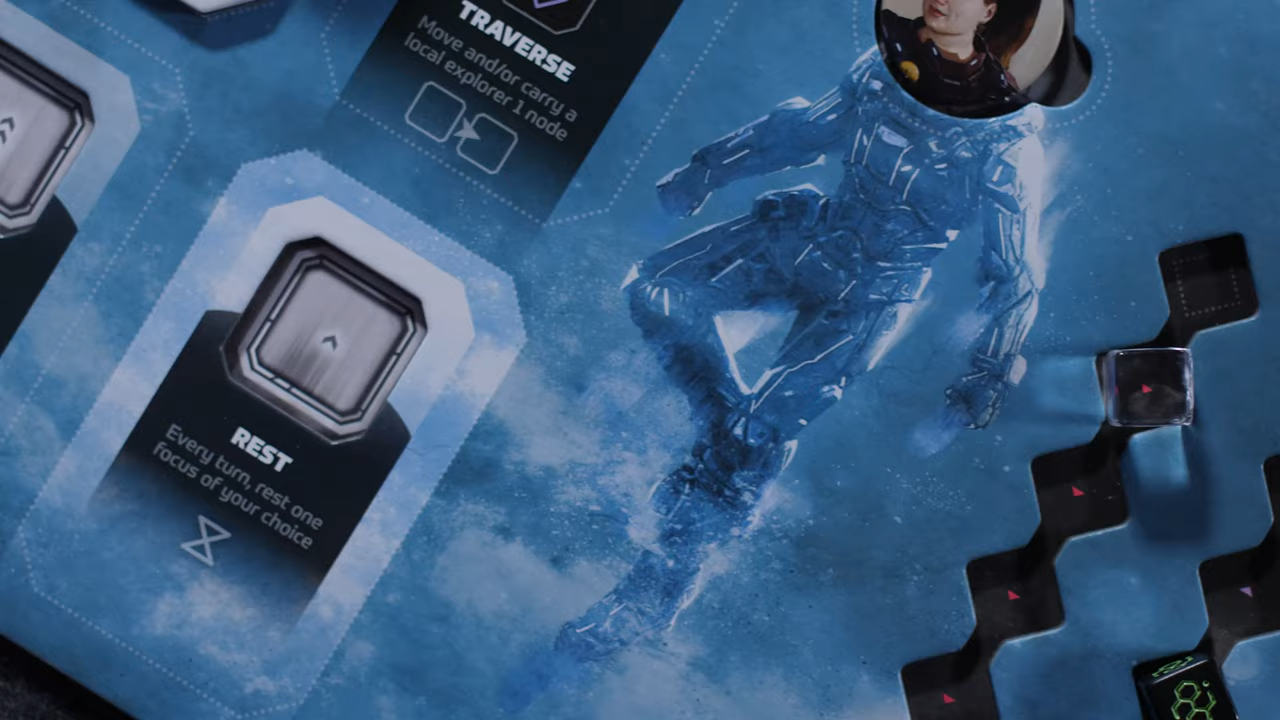 TRAVERSE
Move and/or carry a
local explorer 1 node
REST
Every turn, rest one
focus of your choice